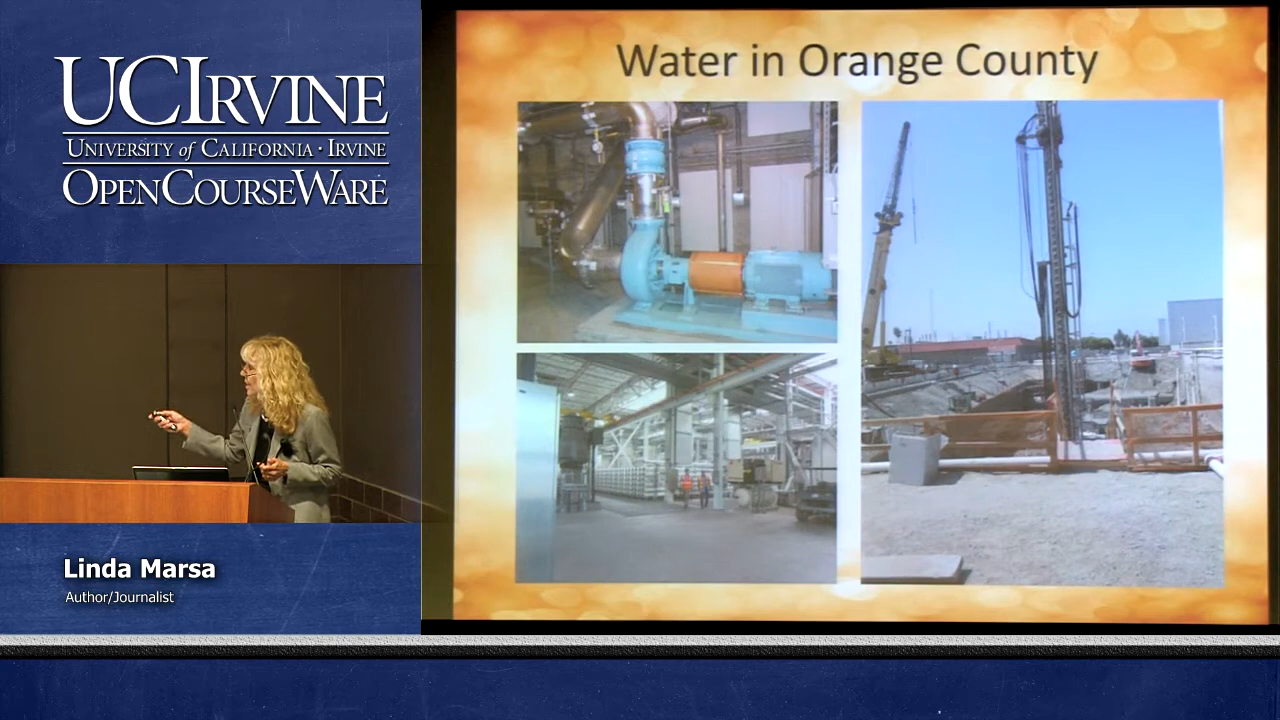 UCIRVINE
UNIVERSITY of CALIFORNIA · IRVINE
OPENCOURSEWARE
Linda Marsa
Author/Journalist
Water in Orange County